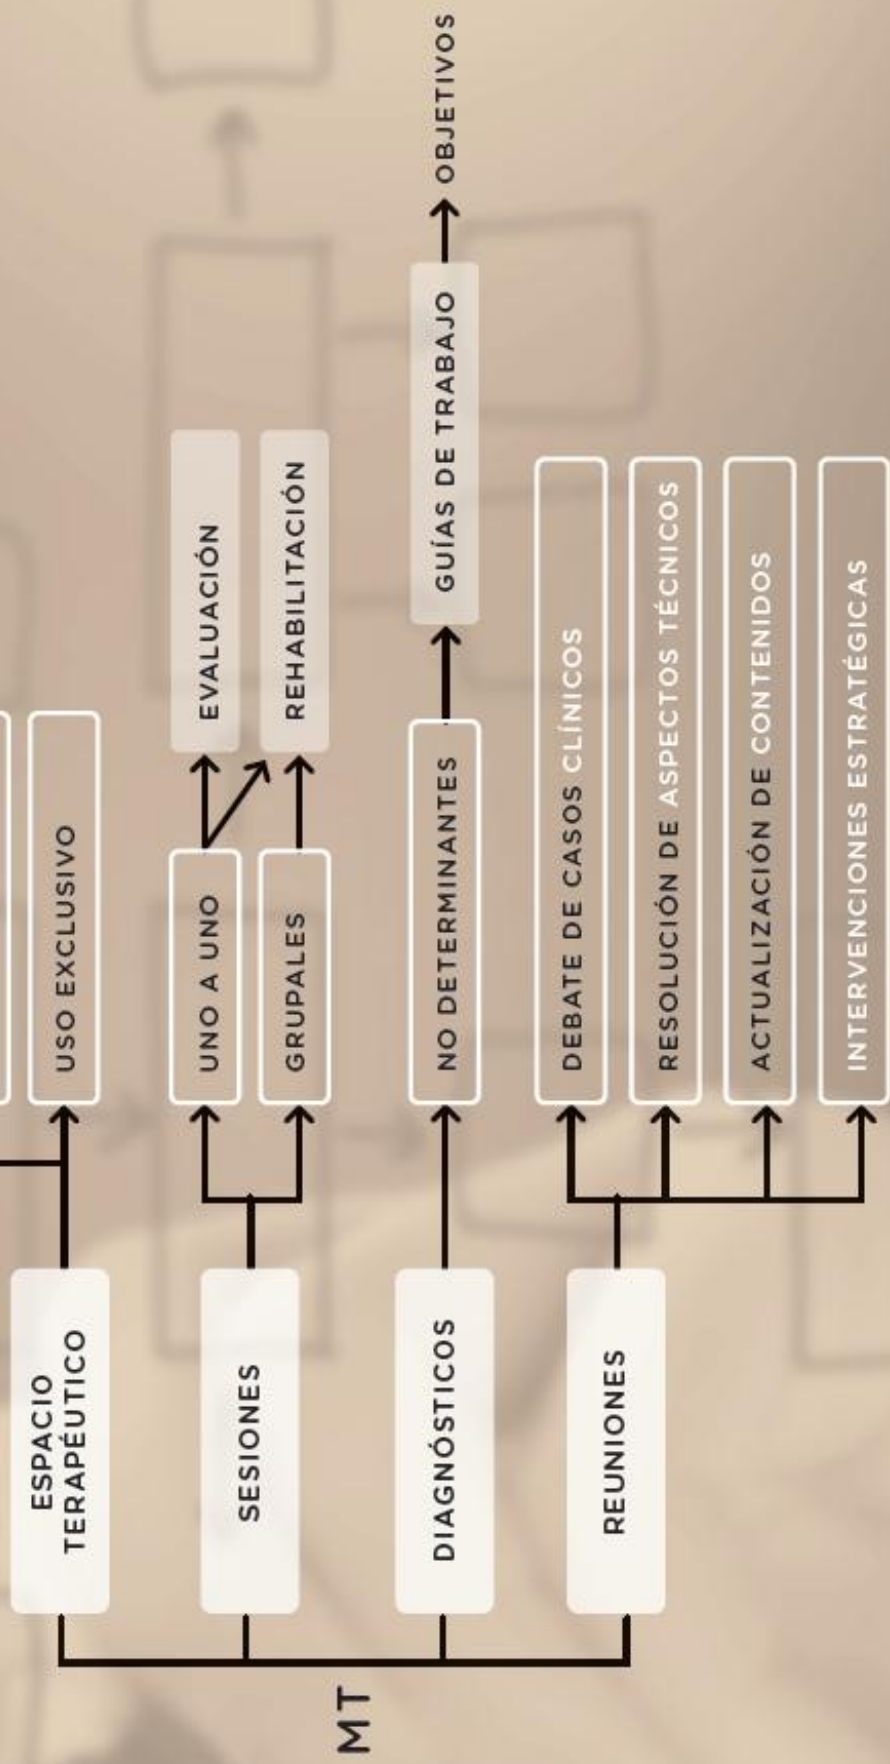 MT
ESPACIO
TERAPÉUTICO
USO EXCLUSIVO
SESIONES
UNO A UNO
EVALUACIÓN
GRUPALES
REHABILITACIÓN
DIAGNÓSTICOS
NO DETERMINANTES
GUÍAS DE TRABAJO
OBJETIVOS
REUNIONES
DEBATE DE CASOS CLÍNICOS
RESOLUCIÓN DE ASPECTOS TÉCNICOS
ACTUALIZACIÓN DE CONTENIDOS
INTERVENCIONES ESTRATÉGICAS